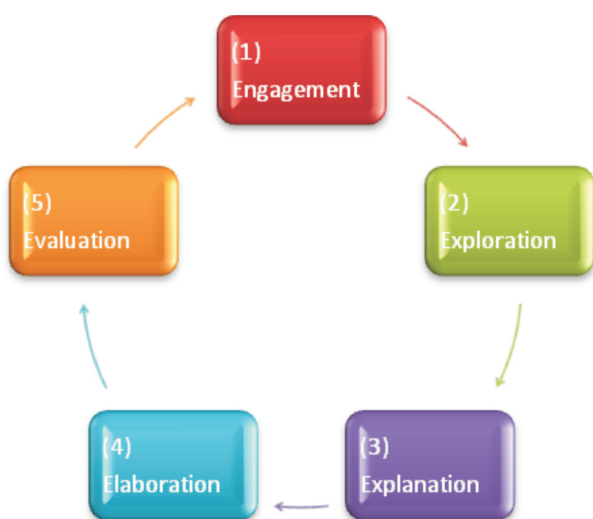 (1)
Engagement
(2)
Exploration
(3)
Explanation
(4)
Elaboration
(5)
Evaluation